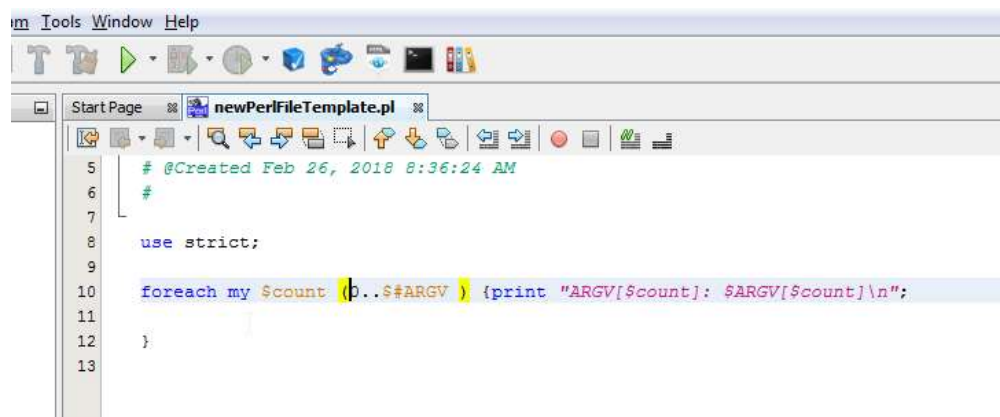 m Tools Window Help
Start Page newPerlFileTemplate.pl
5 # @Created Feb 26, 2018 8:36:24 AM
6 #
7
8 use strict;
9
10 foreach my $count (0..$#ARGV ) {print "ARGV[$count]: $ARGV[$count]\n";
11
12 }
13